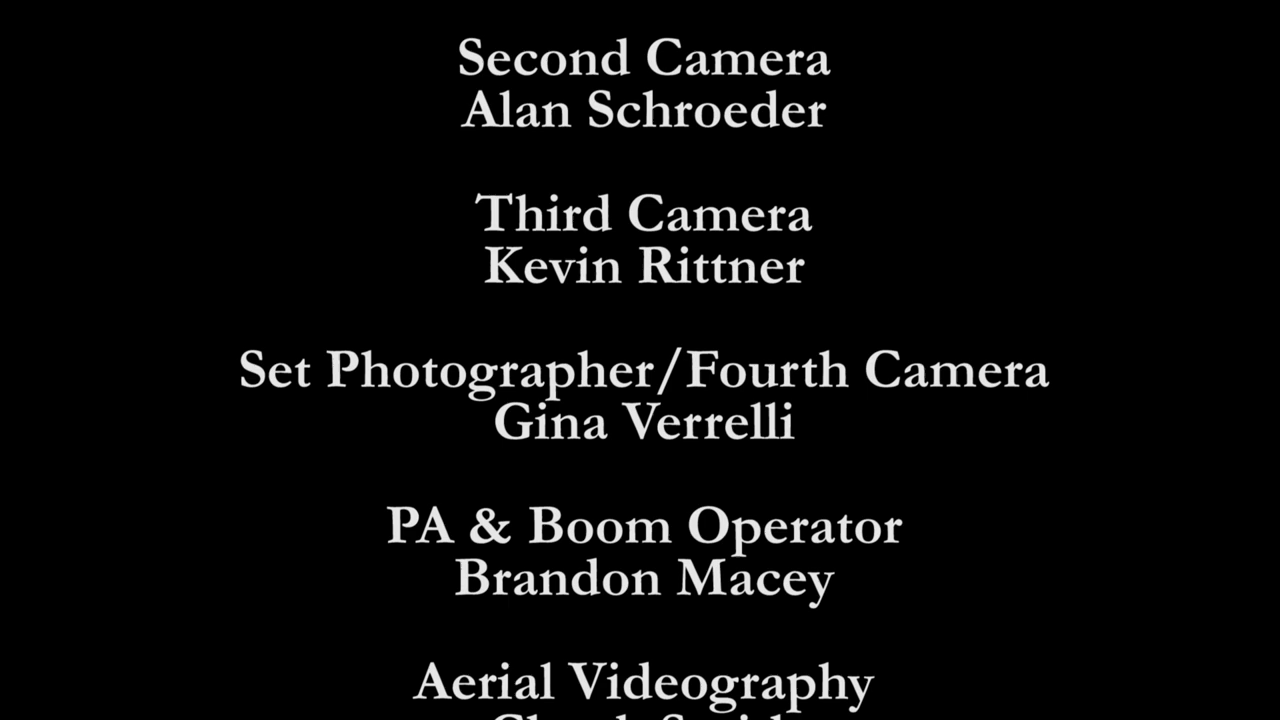 Second Camera
Alan Schroeder
Third Camera
Kevin Rittner
Set Photographer/Fourth Camera
Gina Verrelli
PA & Boom Operator
Brandon Macey
Aerial Videography